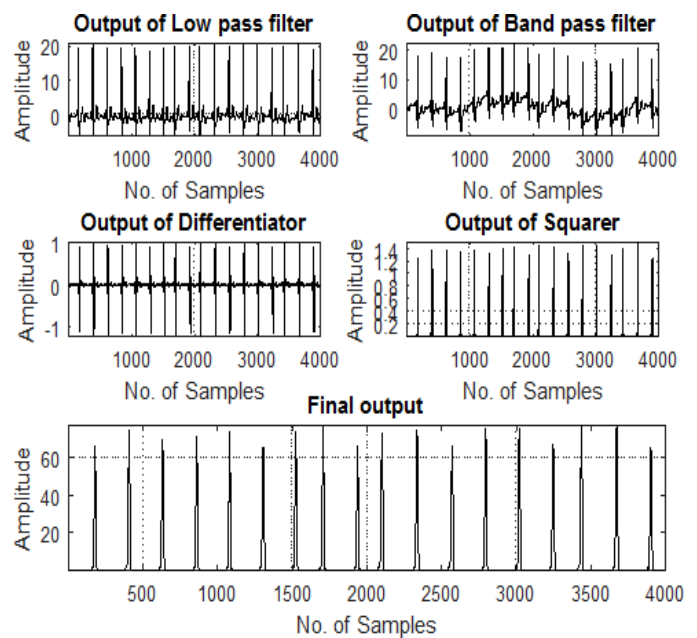 Output of Low pass filter
Output of Band pass filter
20
10
0
Amplitude
1000 2000 3000 4000
No. of Samples
20
10
0
Amplitude
1000 2000 3000 4000
No. of Samples
Output of Differentiator
Output of Squarer
1
0
-1
Amplitude
1000 2000 3000 4000
No. of Samples
1.4
1.2
1
0.8
0.6
0.4
0.2
Amplitude
1000 2000 3000 4000
No. of Samples
Final output
60
40
20
Amplitude
500 1000 1500 2000 2500 3000 3500 4000
No. of Samples